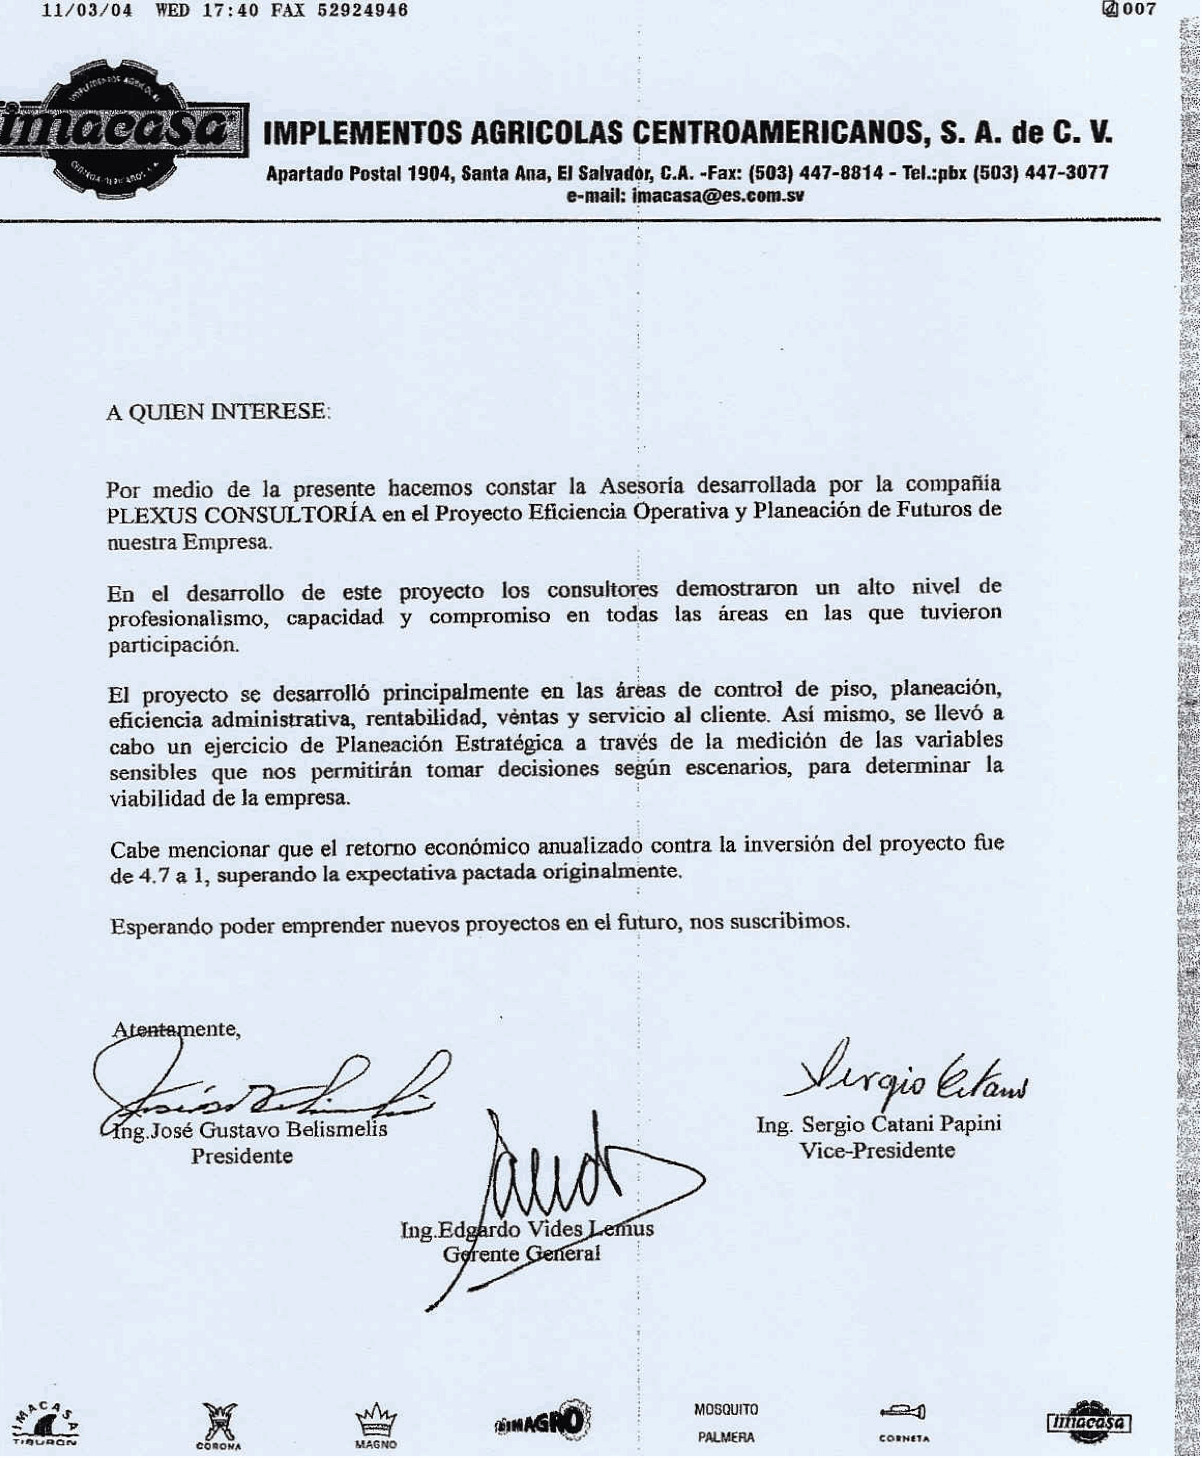 11/03/04 WED 17:40 FAX 52924946 007
imacasa
IMPLEMENTOS AGRICOLAS CENTROAMERICANOS, S. A. de C. V.
Apartado Postal 1904, Santa Ana, El Salvador, C.A. -Fax: (503) 447-8814 - Tel.:pbx (503) 447-3077
e-mail: imacasa@es.com.sv
A QUIEN INTERESE:
Por medio de la presente hacemos constar la Asesoría desarrollada por la compañía
PLEXUS CONSULTORÍA en el Proyecto Eficiencia Operativa y Planeación de Futuros de
nuestra Empresa.
En el desarrollo de este proyecto los consultores demostraron un alto nivel de
profesionalismo, capacidad y compromiso en todas las áreas en las que tuvieron
participación.
El proyecto se desarrolló principalmente en las áreas de control de piso, planeación,
eficiencia administrativa, rentabilidad, ventas y servicio al cliente. Así mismo, se llevó a
cabo un ejercicio de Planeación Estratégica a través de la medición de las variables
sensibles que nos permitirán tomar decisiones según escenarios, para determinar la
viabilidad de la empresa.
Cabe mencionar que el retorno económico anualizado contra la inversión del proyecto fue
de 4.7 a 1, superando la expectativa pactada originalmente.
Esperando poder emprender nuevos proyectos en el futuro, nos suscribimos.
Atentamente,
Sergio Catani
Ing.José Gustavo Belismelis
Presidente
Ing. Sergio Catani Papini
Vice-Presidente
Ing.Edgardo Vides Lemus
Gerente General
IMACASA
TIBURON
CORONA
MAGNO
IMAGRO
MOSQUITO
PALMERA
CORNETA
imacasa